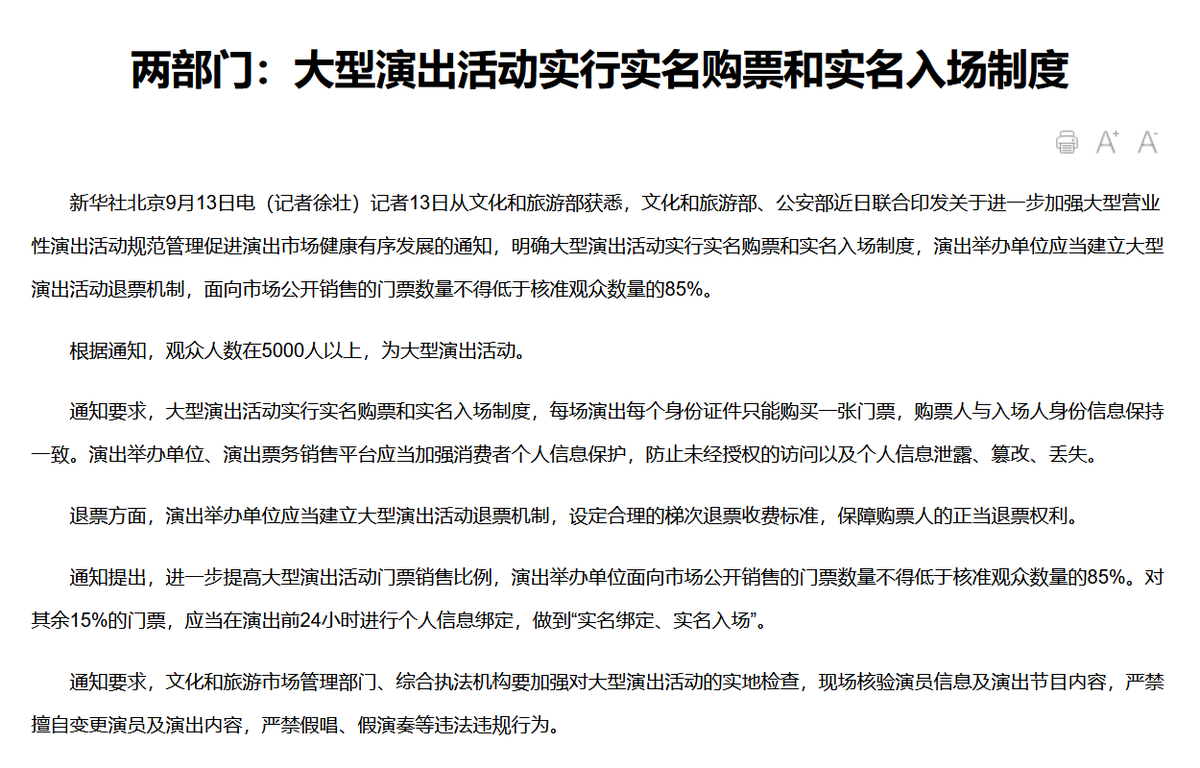 两部门：大型演出活动实行实名购票和实名入场制度
A+ A-
新华社北京9月13日电（记者徐壮）记者13日从文化和旅游部获悉，文化和旅游部、公安部近日联合印发关于进一步加强大型营业
性演出活动规范管理促进演出市场健康有序发展的通知，明确大型演出活动实行实名购票和实名入场制度，演出举办单位应当建立大型
演出活动退票机制，面向市场公开销售的门票数量不得低于核准观众数量的85%。
根据通知，观众人数在5000人以上，为大型演出活动。
通知要求，大型演出活动实行实名购票和实名入场制度，每场演出每个身份证件只能购买一张门票，购票人与入场人身份信息保持
一致。演出举办单位、演出票务销售平台应当加强消费者个人信息保护，防止未经授权的访问以及个人信息泄露、篡改、丢失。
退票方面，演出举办单位应当建立大型演出活动退票机制，设定合理的梯次退票收费标准，保障购票人的正当退票权利。
通知提出，进一步提高大型演出活动门票销售比例，演出举办单位面向市场公开销售的门票数量不得低于核准观众数量的85%。对
其余15%的门票，应当在演出前24小时进行个人信息绑定，做到“实名绑定、实名入场”。
通知要求，文化和旅游市场管理部门、综合执法机构要加强对大型演出活动的实地检查，现场核验演员信息及演出节目内容，严禁
擅自变更演员及演出内容，严禁假唱、假演奏等违法违规行为。